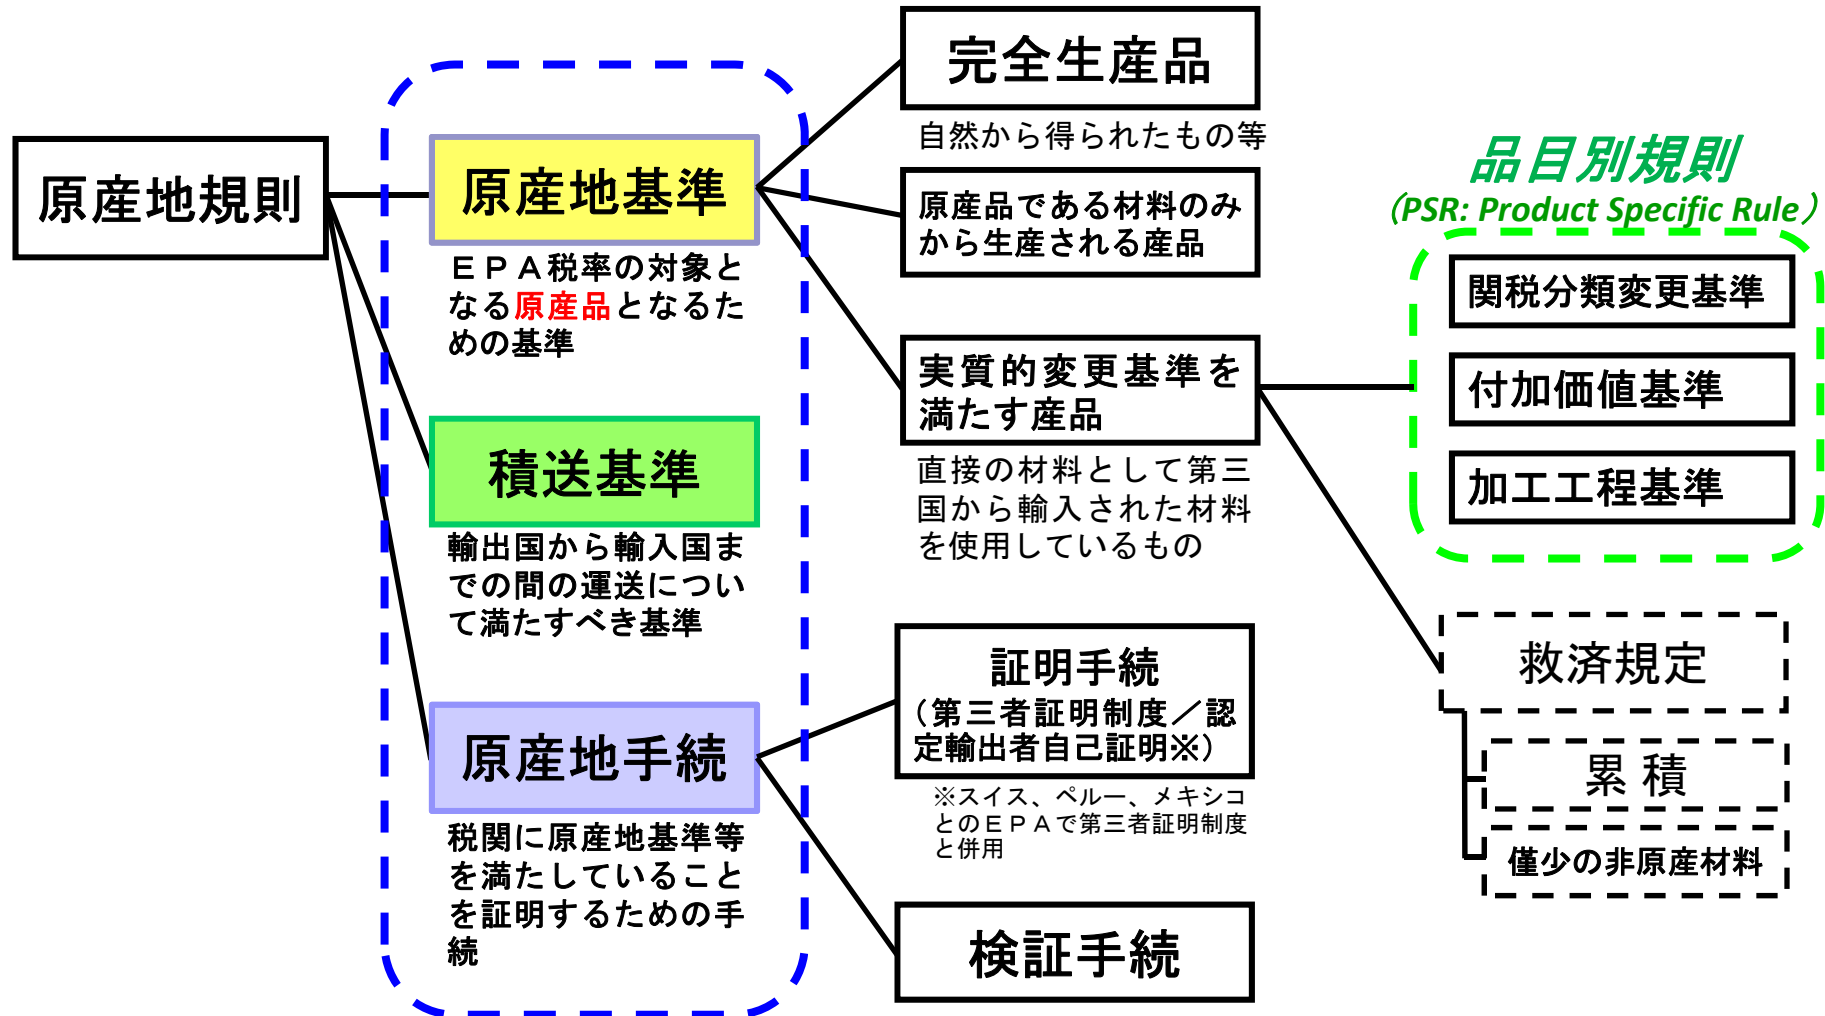 原産地規則
原産地基準
ＥＰＡ税率の対象と
なる原産品となるた
めの基準
積送基準
輸出国から輸入国ま
での間の運送につい
て満たすべき基準
原産地手続
税関に原産地基準等
を満たしていること
を証明するための手
続
完全生産品
自然から得られたもの等
原産品である材料のみ
から生産される産品
実質的変更基準を
満たす産品
直接の材料として第三
国から輸入された材料
を使用しているもの
証明手続
（第三者証明制度／認
定輸出者自己証明※）
※スイス、ペルー、メキシコ
とのＥＰＡで第三者証明制度
と併用
検証手続
品目別規則
（PSR: Product Specific Rule）
関税分類変更基準
付加価値基準
加工工程基準
救済規定
累積
僅少の非原産材料